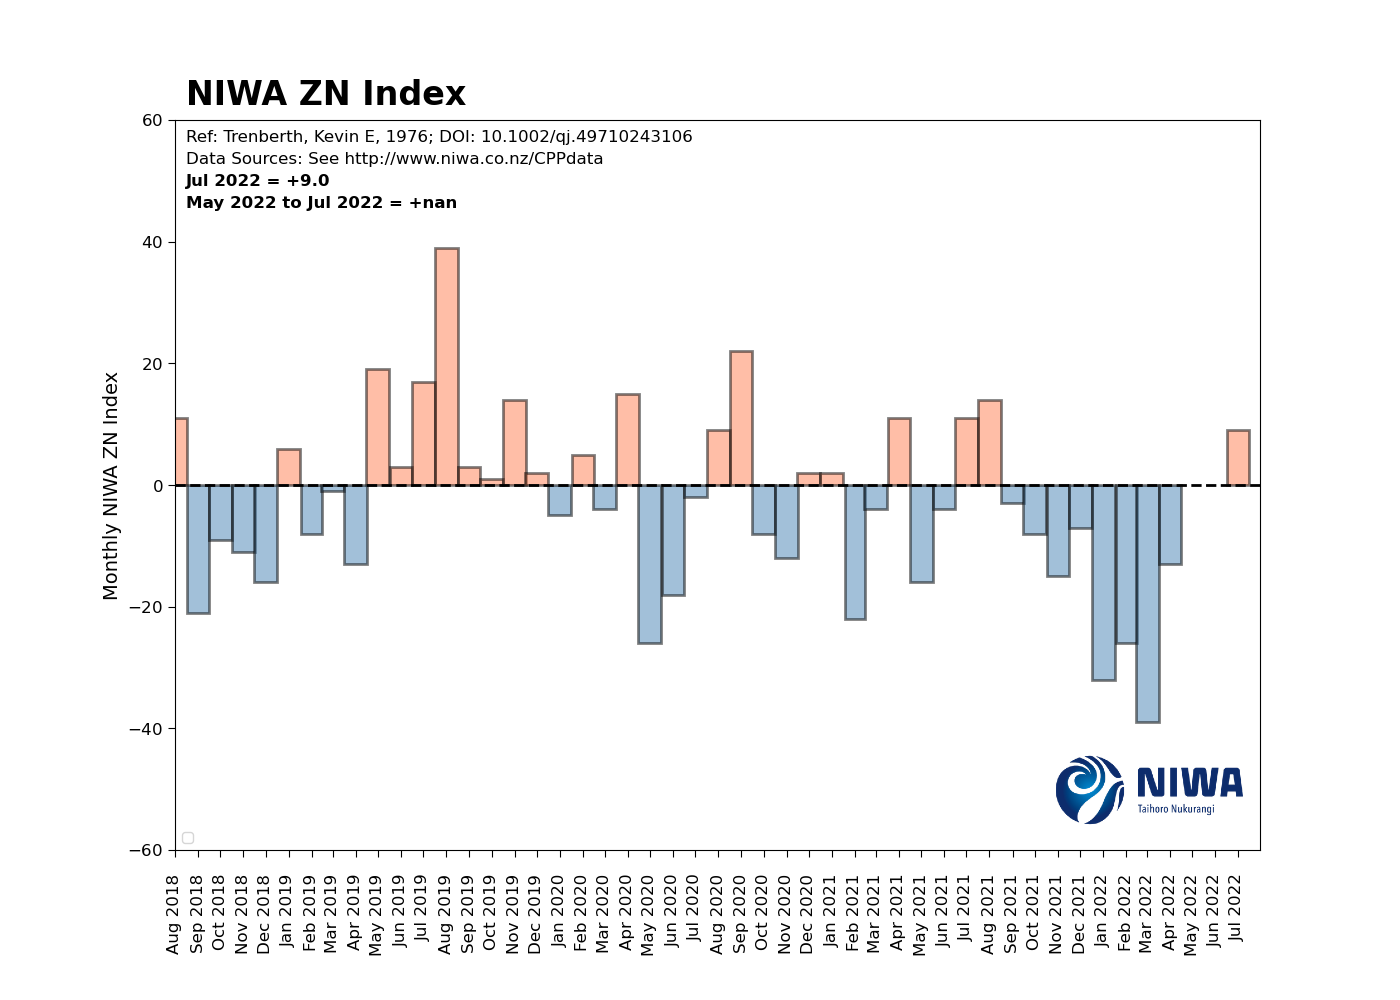 NIWA ZN Index
Ref: Trenberth, Kevin E, 1976; DOI: 10.1002/qj.49710243106
Data Sources: See http://www.niwa.co.nz/CPPdata
Jul 2022 = +9.0
May 2022 to Jul 2022 = +nan
Monthly NIWA ZN Index
60
40
20
0
−20
−40
−60
NIWA
Taihoro Nukurangi
Aug 2018
Sep 2018
Oct 2018
Nov 2018
Dec 2018
Jan 2019
Feb 2019
Mar 2019
Apr 2019
May 2019
Jun 2019
Jul 2019
Aug 2019
Sep 2019
Oct 2019
Nov 2019
Dec 2019
Jan 2020
Feb 2020
Mar 2020
Apr 2020
May 2020
Jun 2020
Jul 2020
Aug 2020
Sep 2020
Oct 2020
Nov 2020
Dec 2020
Jan 2021
Feb 2021
Mar 2021
Apr 2021
May 2021
Jun 2021
Jul 2021
Aug 2021
Sep 2021
Oct 2021
Nov 2021
Dec 2021
Jan 2022
Feb 2022
Mar 2022
Apr 2022
May 2022
Jun 2022
Jul 2022